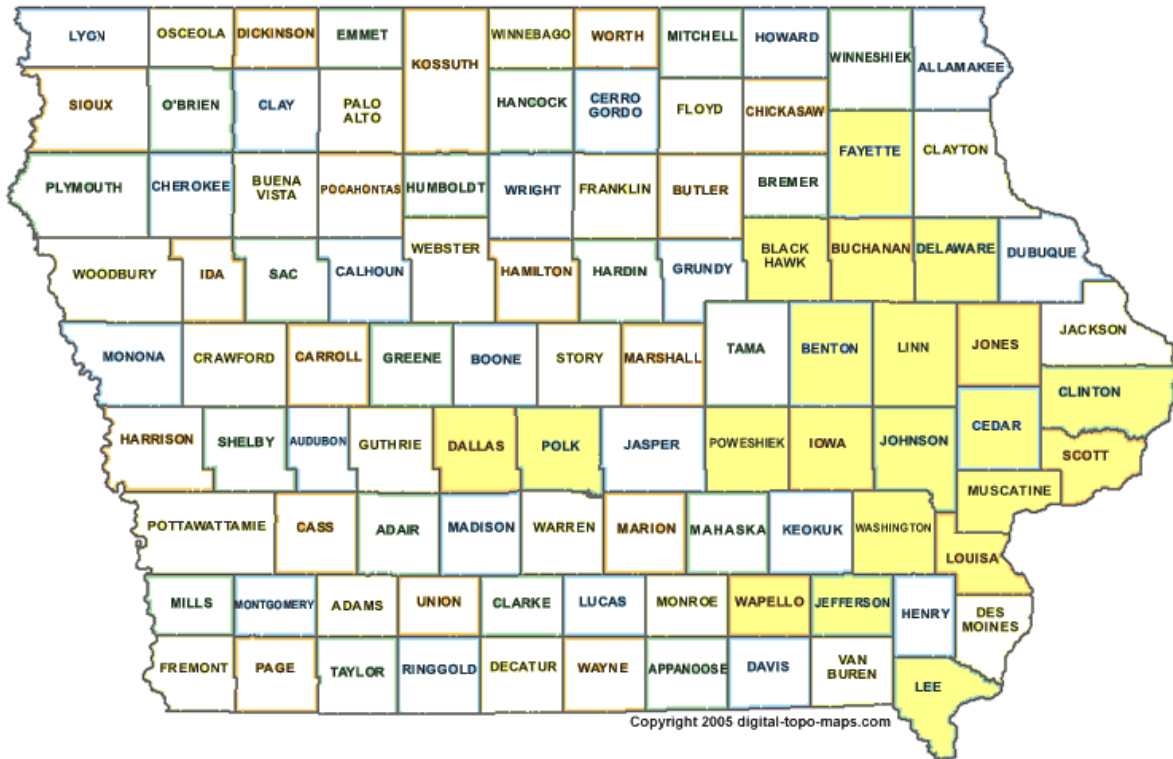 LYON
OSCEOLA
DICKINSON
EMMET
KOSSUTH
WINNEBAGO
WORTH
MITCHELL
HOWARD
WINNESHIEK
ALLAMAKEE
SIOUX
O'BRIEN
CLAY
PALO
ALTO
HANCOCK
CERRO
GORDO
FLOYD
CHICKASAW
FAYETTE
CLAYTON
PLYMOUTH
CHEROKEE
BUENA
VISTA
POCAHONTAS
HUMBOLDT
WRIGHT
FRANKLIN
BUTLER
BREMER
WOODBURY
IDA
SAC
CALHOUN
WEBSTER
HAMILTON
HARDIN
GRUNDY
BLACK
HAWK
BUCHANAN
DELAWARE
DUBUQUE
MONONA
CRAWFORD
CARROLL
GREENE
BOONE
STORY
MARSHALL
TAMA
BENTON
LINN
JONES
JACKSON
CLINTON
HARRISON
SHELBY
AUDUBON
GUTHRIE
DALLAS
POLK
JASPER
POWESHIEK
IOWA
JOHNSON
CEDAR
SCOTT
MUSCATINE
POTTAWATTAMIE
CASS
ADAIR
MADISON
WARREN
MARION
MAHASKA
KEOKUK
WASHINGTON
LOUISA
MILLS
MONTGOMERY
ADAMS
UNION
CLARKE
LUCAS
MONROE
WAPELLO
JEFFERSON
HENRY
DES
MOINES
FREMONT
PAGE
TAYLOR
RINGGOLD
DECATUR
WAYNE
APPANOOSE
DAVIS
VAN
BUREN
LEE
Copyright 2005 digital-topo-maps.com